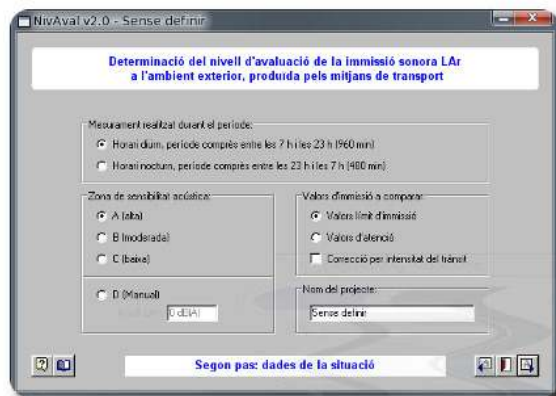 NivAval v2.0 - Sense definir
Determinació del nivell d'avaluació de la immissió sonora LAr
a l'ambient exterior, produïda pels mitjans de transport
Mesurament realitzat durant el període:
Horari diürn, període comprès entre les 7 h i les 23 h (960 min)
Horari nocturn, període comprès entre les 23 h i les 7 h (480 min)
Zona de sensibilitat acústica:
A (alta)
B (moderada)
C (baixa)
D (Manual)
0 dB(A)
Valors d'immissió a comparar:
Valors límit d'immissió
Valors d'atenció
Correcció per intensitat del trànsit
Nom del projecte:
Sense definir
Segon pas: dades de la situació